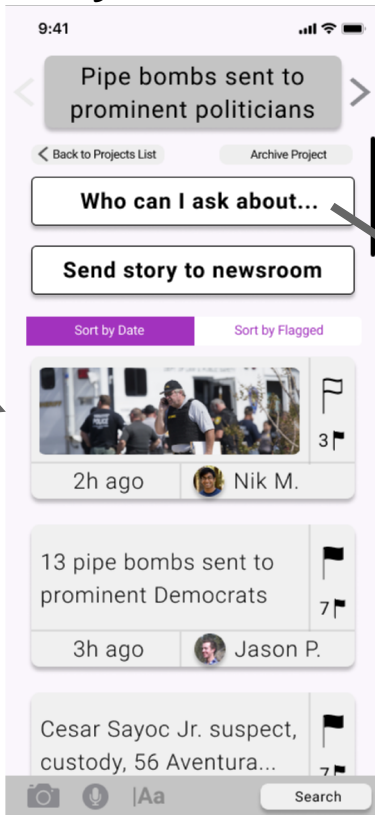 9:41
Pipe bombs sent to
prominent politicians
Back to Projects List
Archive Project
Who can I ask about...
Send story to newsroom
Sort by Date
Sort by Flagged
3
2h ago
Nik M.
13 pipe bombs sent to
prominent Democrats
7
3h ago
Jason P.
Cesar Sayoc Jr. suspect,
custody, 56 Aventura...
7
|Aa
Search